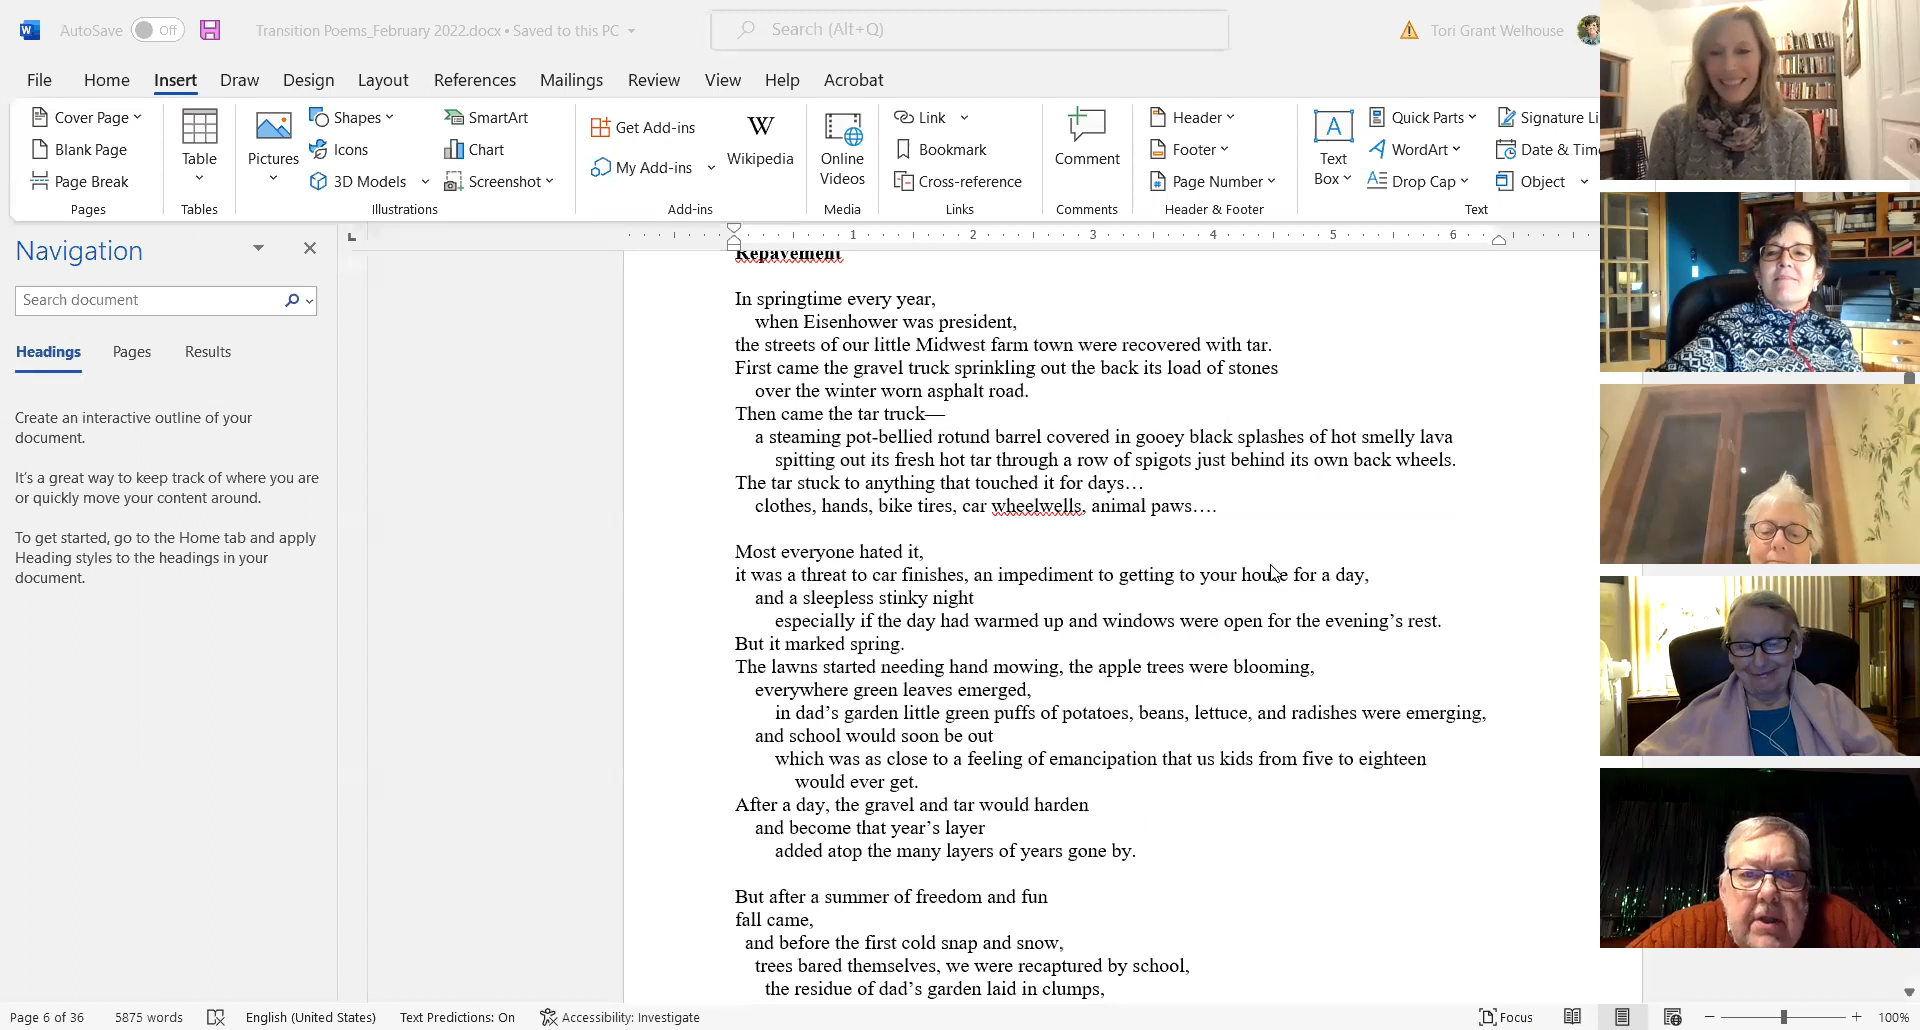 AutoSave Off Transition Poems_February 2022.docx • Saved to this PC Search (Alt+Q) Tori Grant Welhouse
File Home Insert Draw Design Layout References Mailings Review View Help Acrobat
Cover Page
Blank Page
Page Break
Pages
Table
Tables
Pictures
Shapes
Icons
3D Models
SmartArt
Chart
Screenshot
Illustrations
Get Add-ins
My Add-ins
W
Wikipedia
Add-ins
Online
Videos
Media
Link
Bookmark
Cross-reference
Links
Comment
Comments
Header
Footer
Page Number
Header & Footer
A
Text
Box
Quick Parts
WordArt
Drop Cap
Signature Li
Date & Time
Object
Text
1 2 3 4 5 6
Navigation
Search document
Headings Pages Results
Create an interactive outline of your
document.
It's a great way to keep track of where you are
or quickly move your content around.
To get started, go to the Home tab and apply
Heading styles to the headings in your
document.
Repavement
In springtime every year,
when Eisenhower was president,
the streets of our little Midwest farm town were recovered with tar.
First came the gravel truck sprinkling out the back its load of stones
over the winter worn asphalt road.
Then came the tar truck—
a steaming pot-bellied rotund barrel covered in gooey black splashes of hot smelly lava
spitting out its fresh hot tar through a row of spigots just behind its own back wheels.
The tar stuck to anything that touched it for days…
clothes, hands, bike tires, car wheelwells, animal paws….
Most everyone hated it,
it was a threat to car finishes, an impediment to getting to your house for a day,
and a sleepless stinky night
especially if the day had warmed up and windows were open for the evening’s rest.
But it marked spring.
The lawns started needing hand mowing, the apple trees were blooming,
everywhere green leaves emerged,
in dad’s garden little green puffs of potatoes, beans, lettuce, and radishes were emerging,
and school would soon be out
which was as close to a feeling of emancipation that us kids from five to eighteen
would ever get.
After a day, the gravel and tar would harden
and become that year’s layer
added atop the many layers of years gone by.
But after a summer of freedom and fun
fall came,
and before the first cold snap and snow,
trees bared themselves, we were recaptured by school,
the residue of dad’s garden laid in clumps,
Page 6 of 36 5875 words English (United States) Text Predictions: On Accessibility: Investigate Focus 100%